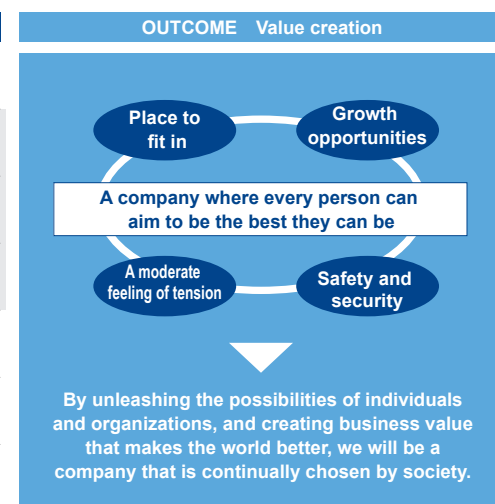 OUTCOME Value creation
Place to
fit in
Growth
opportunities
A company where every person can
aim to be the best they can be
A moderate
feeling of tension
Safety and
security
By unleashing the possibilities of individuals
and organizations, and creating business value
that makes the world better, we will be a
company that is continually chosen by society.